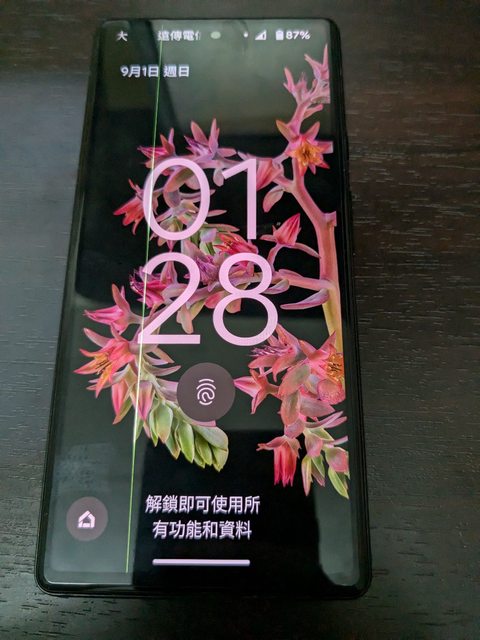 大 遠傳電信 87%
9月1日 週日
01
28
解鎖即可使用所
有功能和資料